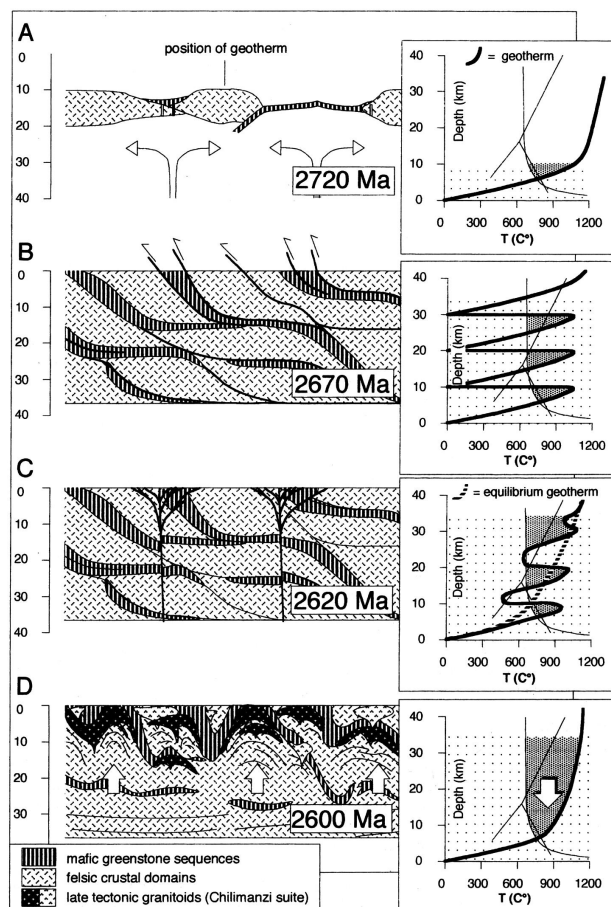 A
0
10
20
30
40
position of geotherm
2720 Ma
40
30
20
10
0
Depth (km)
= geotherm
0 300 600 900 1200
T (C°)
B
0
10
20
30
40
2670 Ma
40
30
20
10
0
Depth (km)
0 300 600 900 1200
T (C°)
C
0
10
20
30
40
2620 Ma
= equilibrium geotherm
40
30
20
10
0
Depth (km)
0 300 600 900 1200
T (C°)
D
0
10
20
30
2600 Ma
40
30
20
10
0
Depth (km)
0 300 600 900 1200
T (C°)
mafic greenstone sequences
felsic crustal domains
late tectonic granitoids (Chilimanzi suite)